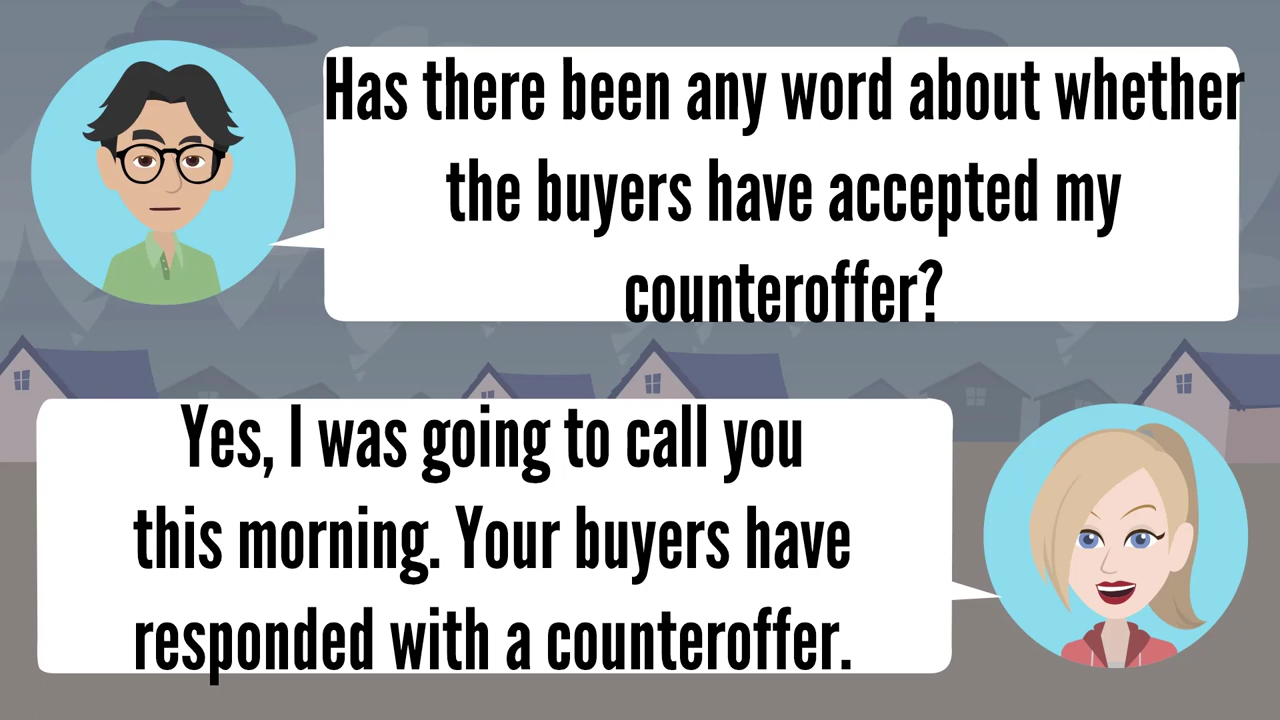 Has there been any word about whether
the buyers have accepted my
counteroffer?
Yes, I was going to call you
this morning. Your buyers have
responded with a counteroffer.